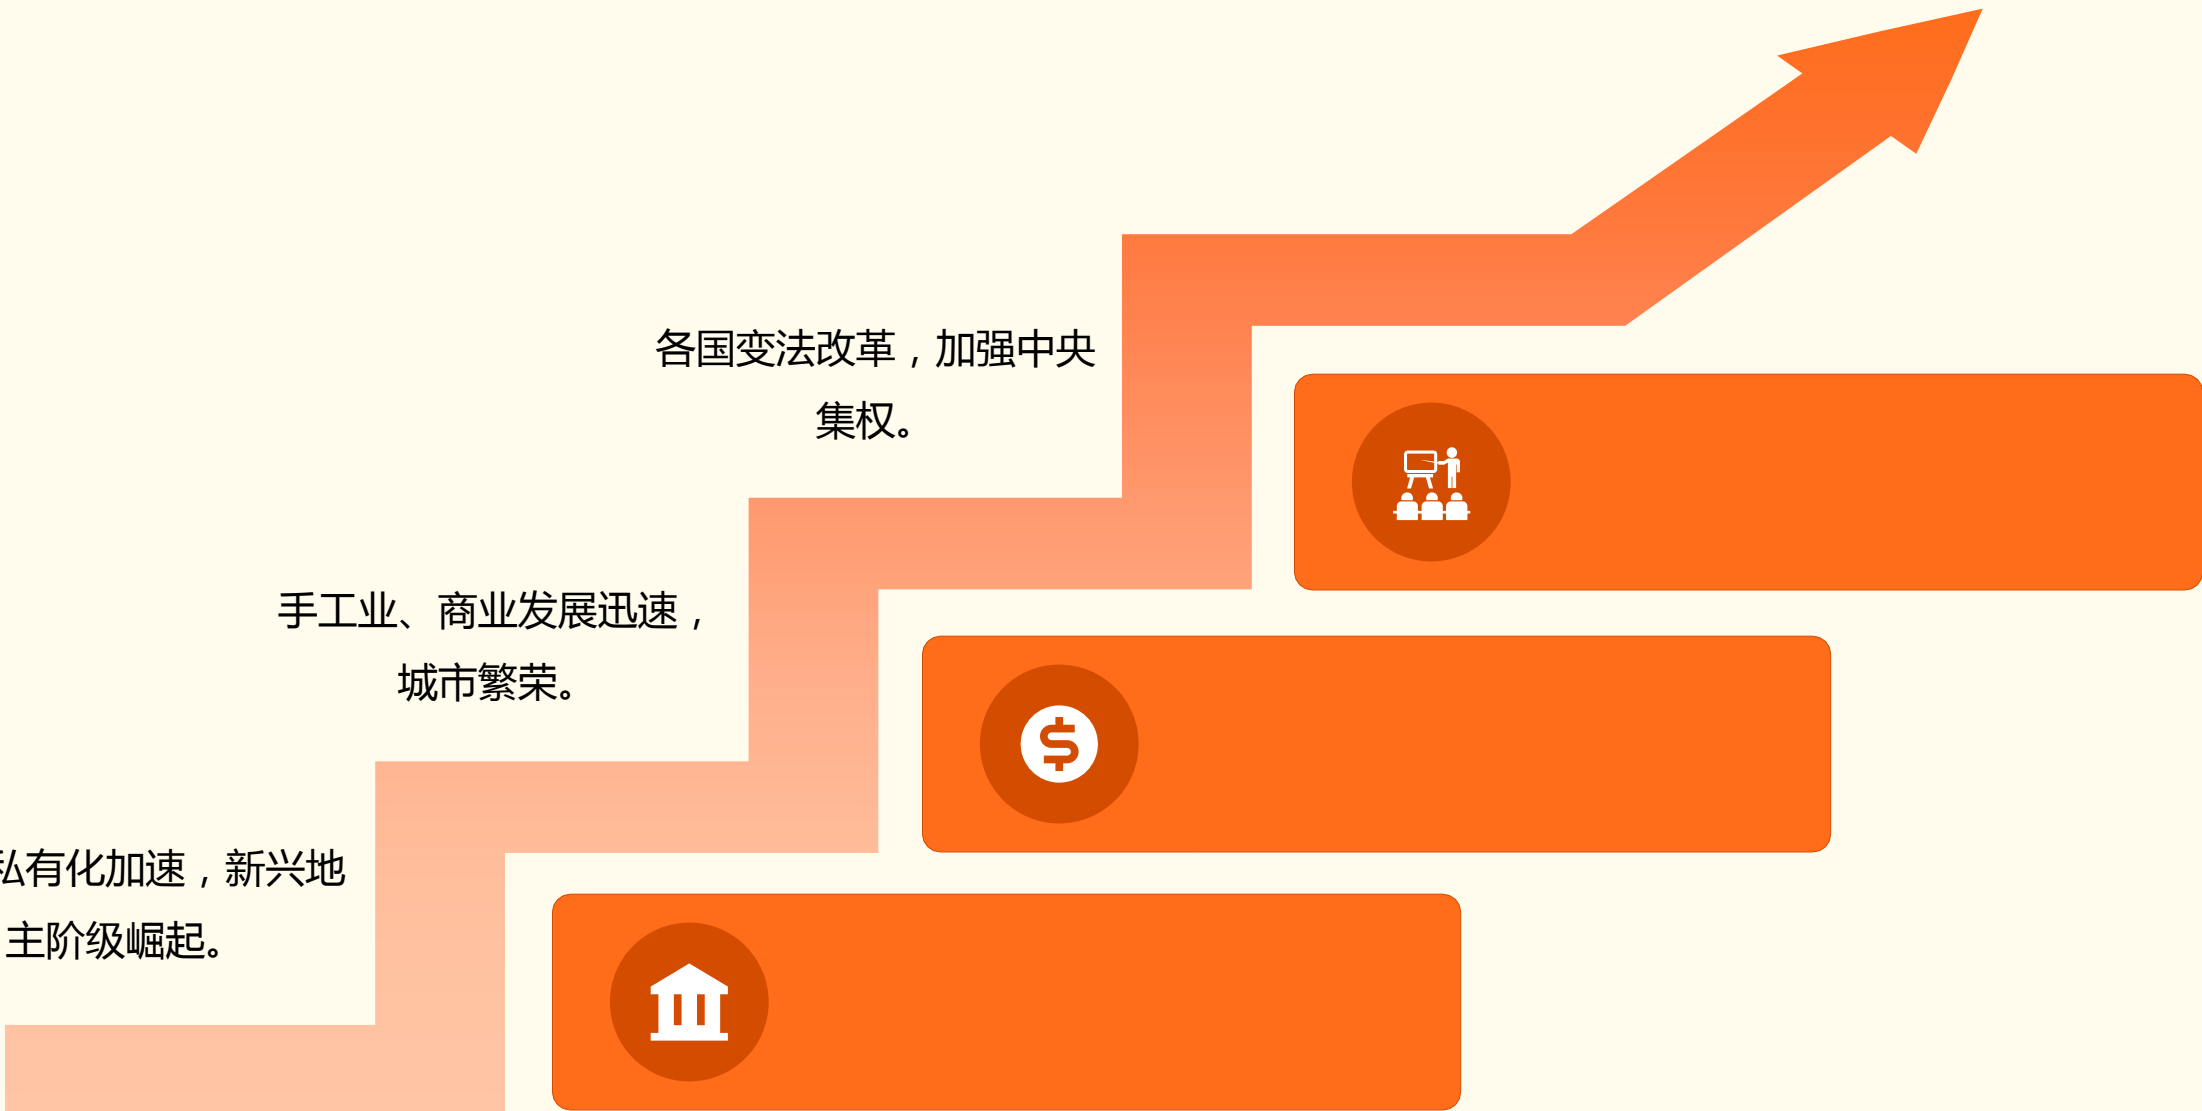 各国变法改革，加强中央
集权。
手工业、商业发展迅速，
城市繁荣。
私有化加速，新兴地
主阶级崛起。